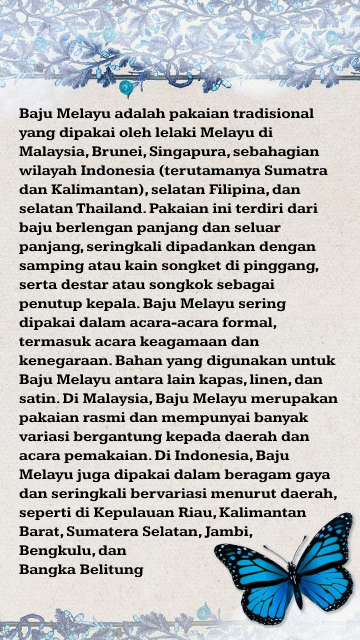 Baju Melayu adalah pakaian tradisional
yang dipakai oleh lelaki Melayu di
Malaysia, Brunei, Singapura, sebahagian
wilayah Indonesia (terutamanya Sumatra
dan Kalimantan), selatan Filipina, dan
selatan Thailand. Pakaian ini terdiri dari
baju berlengan panjang dan seluar
panjang, seringkali dipadankan dengan
samping atau kain songket di pinggang,
serta destar atau songkok sebagai
penutup kepala. Baju Melayu sering
dipakai dalam acara-acara formal,
termasuk acara keagamaan dan
kenegaraan. Bahan yang digunakan untuk
Baju Melayu antara lain kapas, linen, dan
satin. Di Malaysia, Baju Melayu merupakan
pakaian rasmi dan mempunyai banyak
variasi bergantung kepada daerah dan
acara pemakaian. Di Indonesia, Baju
Melayu juga dipakai dalam beragam gaya
dan seringkali bervariasi menurut daerah,
seperti di Kepulauan Riau, Kalimantan
Barat, Sumatera Selatan, Jambi,
Bengkulu, dan
Bangka Belitung